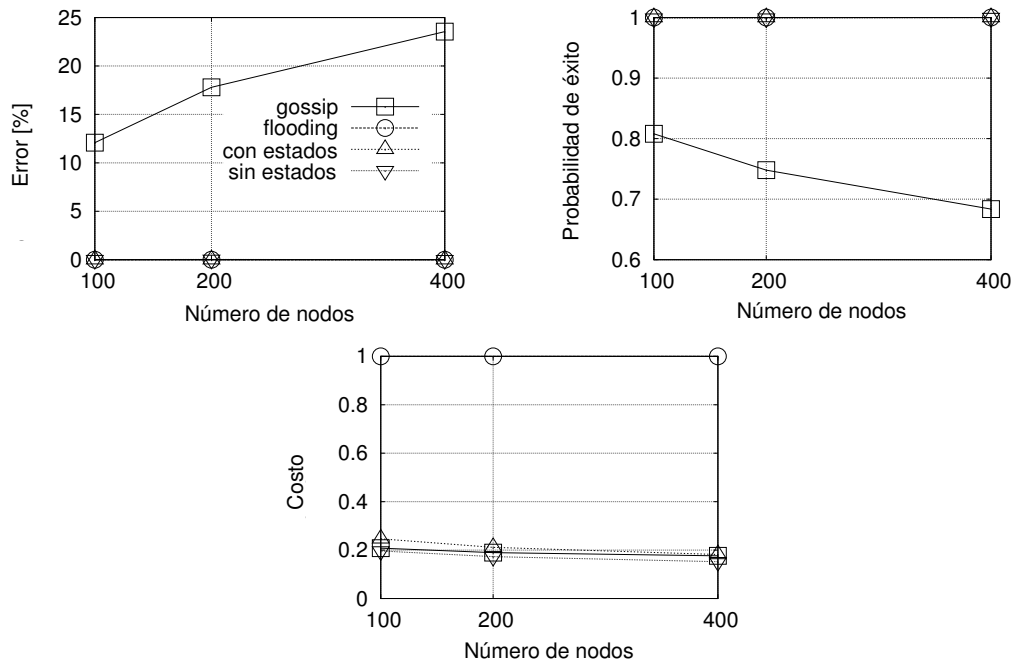 25
20
15
10
5
0
Error [%]
gossip
flooding
con estados
sin estados
100 200 400
Número de nodos
1
0.9
0.8
0.7
0.6
Probabilidad de éxito
100 200 400
Número de nodos
1
0.8
0.6
0.4
0.2
0
Costo
100 200 400
Número de nodos